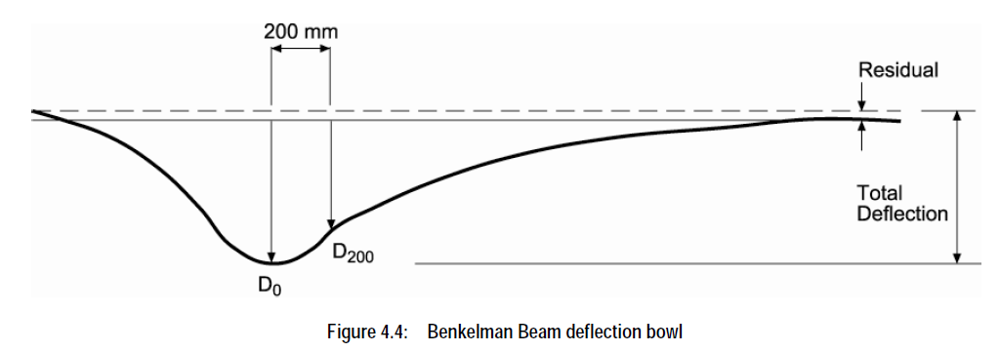 200 mm
Residual
Total
Deflection
D200
D0
Figure 4.4: Benkelman Beam deflection bowl